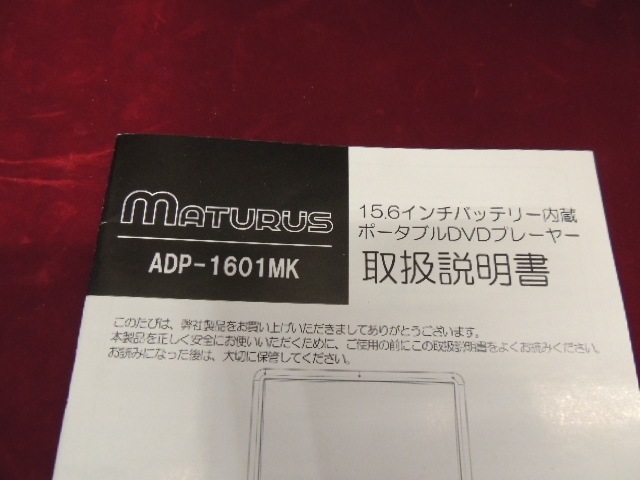 MATURUS
ADP-1601MK
15.6インチバッテリー内蔵
ポータブルDVDプレーヤー
取扱説明書
このたびは、弊社製品をお買い上げいただきましてありがとうございます。
本製品を正しく安全にお使いいただくために、ご使用の前にこの取扱説明書をよくお読みください。
お読みになった後は、大切に保管してください。